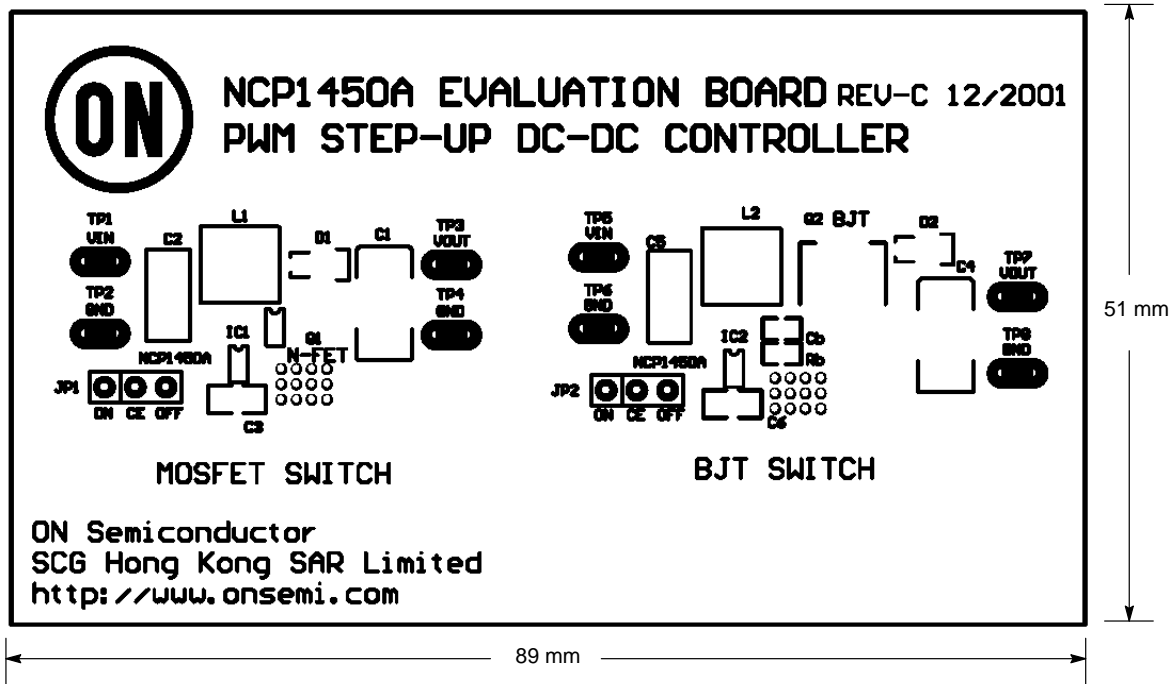 ON
NCP1450A EVALUATION BOARD REV-C 12/2001
PWM STEP-UP DC-DC CONTROLLER
TP1
VIN
C2
L1
D1
C1
TP3
VOUT
TP2
GND
TP4
GND
IC1
Q1
N-FET
NCP1450A
JP1
ON CE OFF
C3
MOSFET SWITCH
TP5
VIN
C5
L2
Q2 BJT
D2
C4
TP7
VOUT
TP6
GND
TP8
GND
IC2
Cb
Rb
NCP1450A
JP2
ON CE OFF
C6
BJT SWITCH
ON Semiconductor
SCG Hong Kong SAR Limited
http://www.onsemi.com
51 mm
89 mm